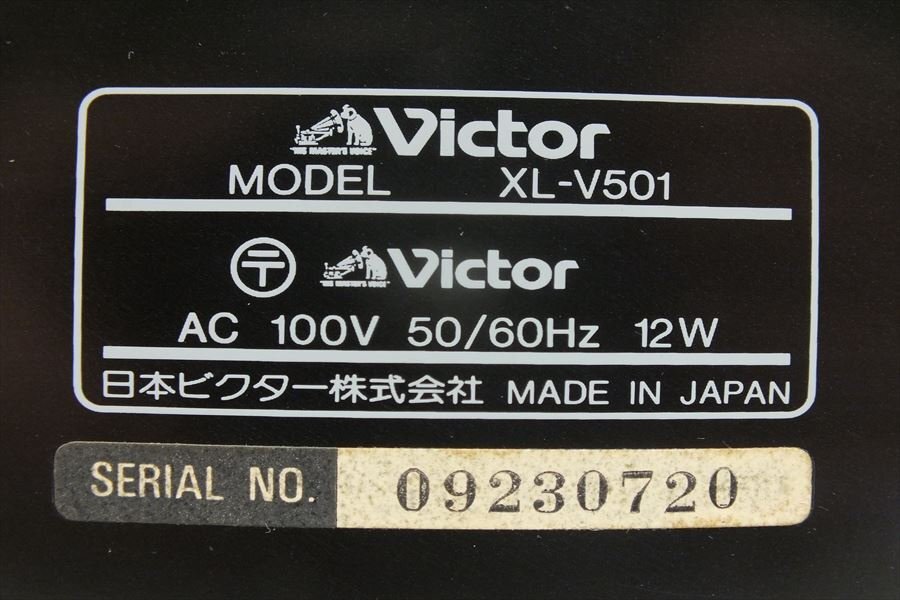 "HIS MASTER'S VOICE" Victor
MODEL XL-V501
〒 "HIS MASTER'S VOICE" Victor
AC 100V 50/60Hz 12W
日本ビクター株式会社 MADE IN JAPAN
SERIAL NO. 09230720